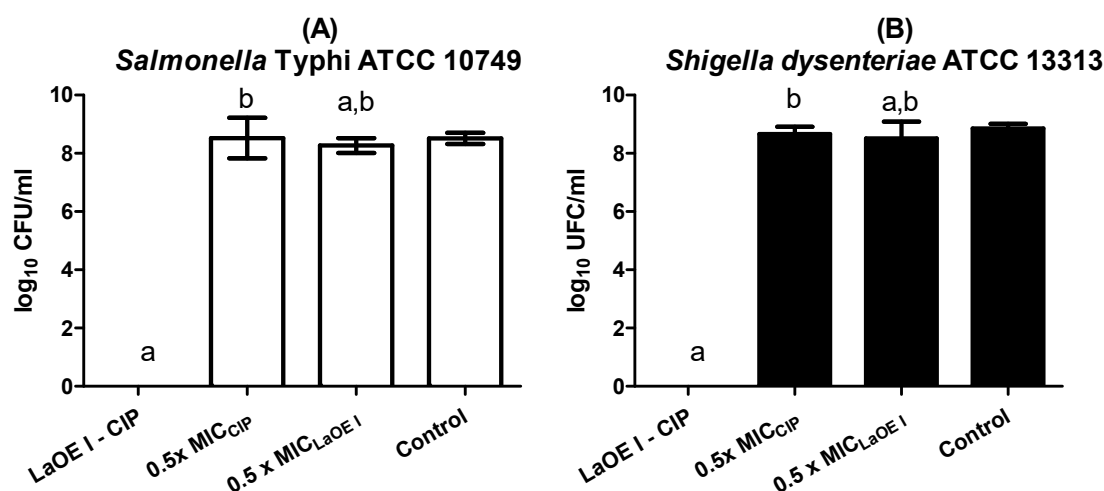 (A)
Salmonella Typhi ATCC 10749
log10 CFU/ml
10
8
6
4
2
0
a
b
a,b
LaOE I - CIP
0.5x MICCIP
0.5 x MICLaOE I
Control
(B)
Shigella dysenteriae ATCC 13313
log10 UFC/ml
10
8
6
4
2
0
a
b
a,b
LaOE I - CIP
0.5x MICCIP
0.5 x MICLaOE I
Control